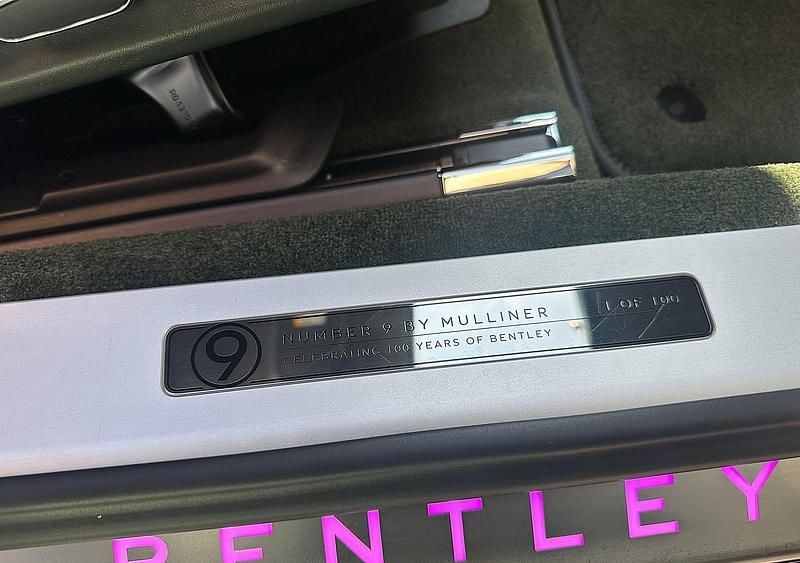 9
NUMBER 9 BY MULLINER
CELEBRATING 100 YEARS OF BENTLEY
1 OF 100
BENTLEY